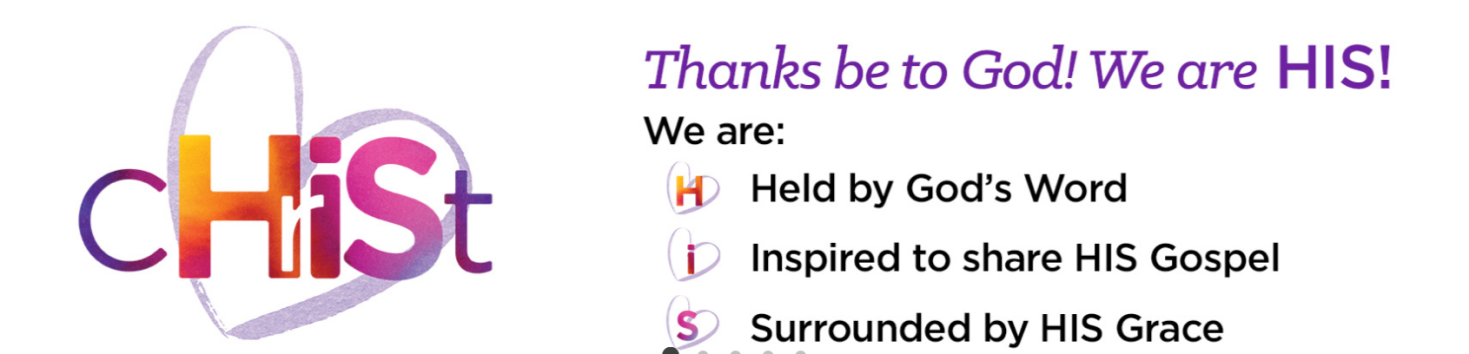 cHriSt
Thanks be to God! We are HIS!
We are:
H Held by God's Word
i Inspired to share HIS Gospel
S Surrounded by HIS Grace